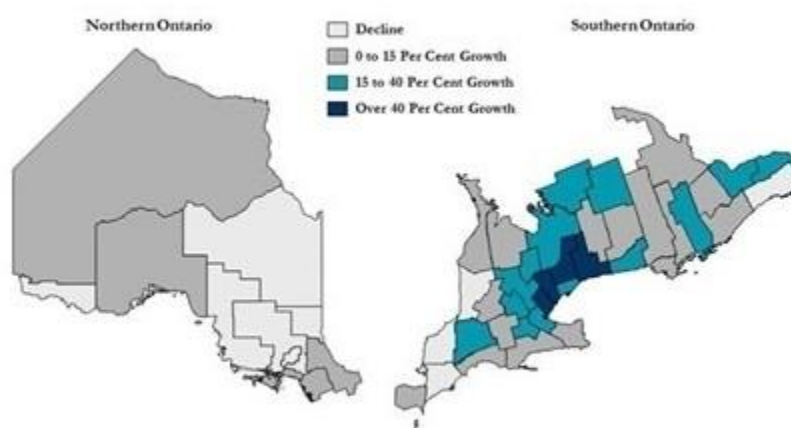 Northern Ontario
Decline
0 to 15 Per Cent Growth
15 to 40 Per Cent Growth
Over 40 Per Cent Growth
Southern Ontario